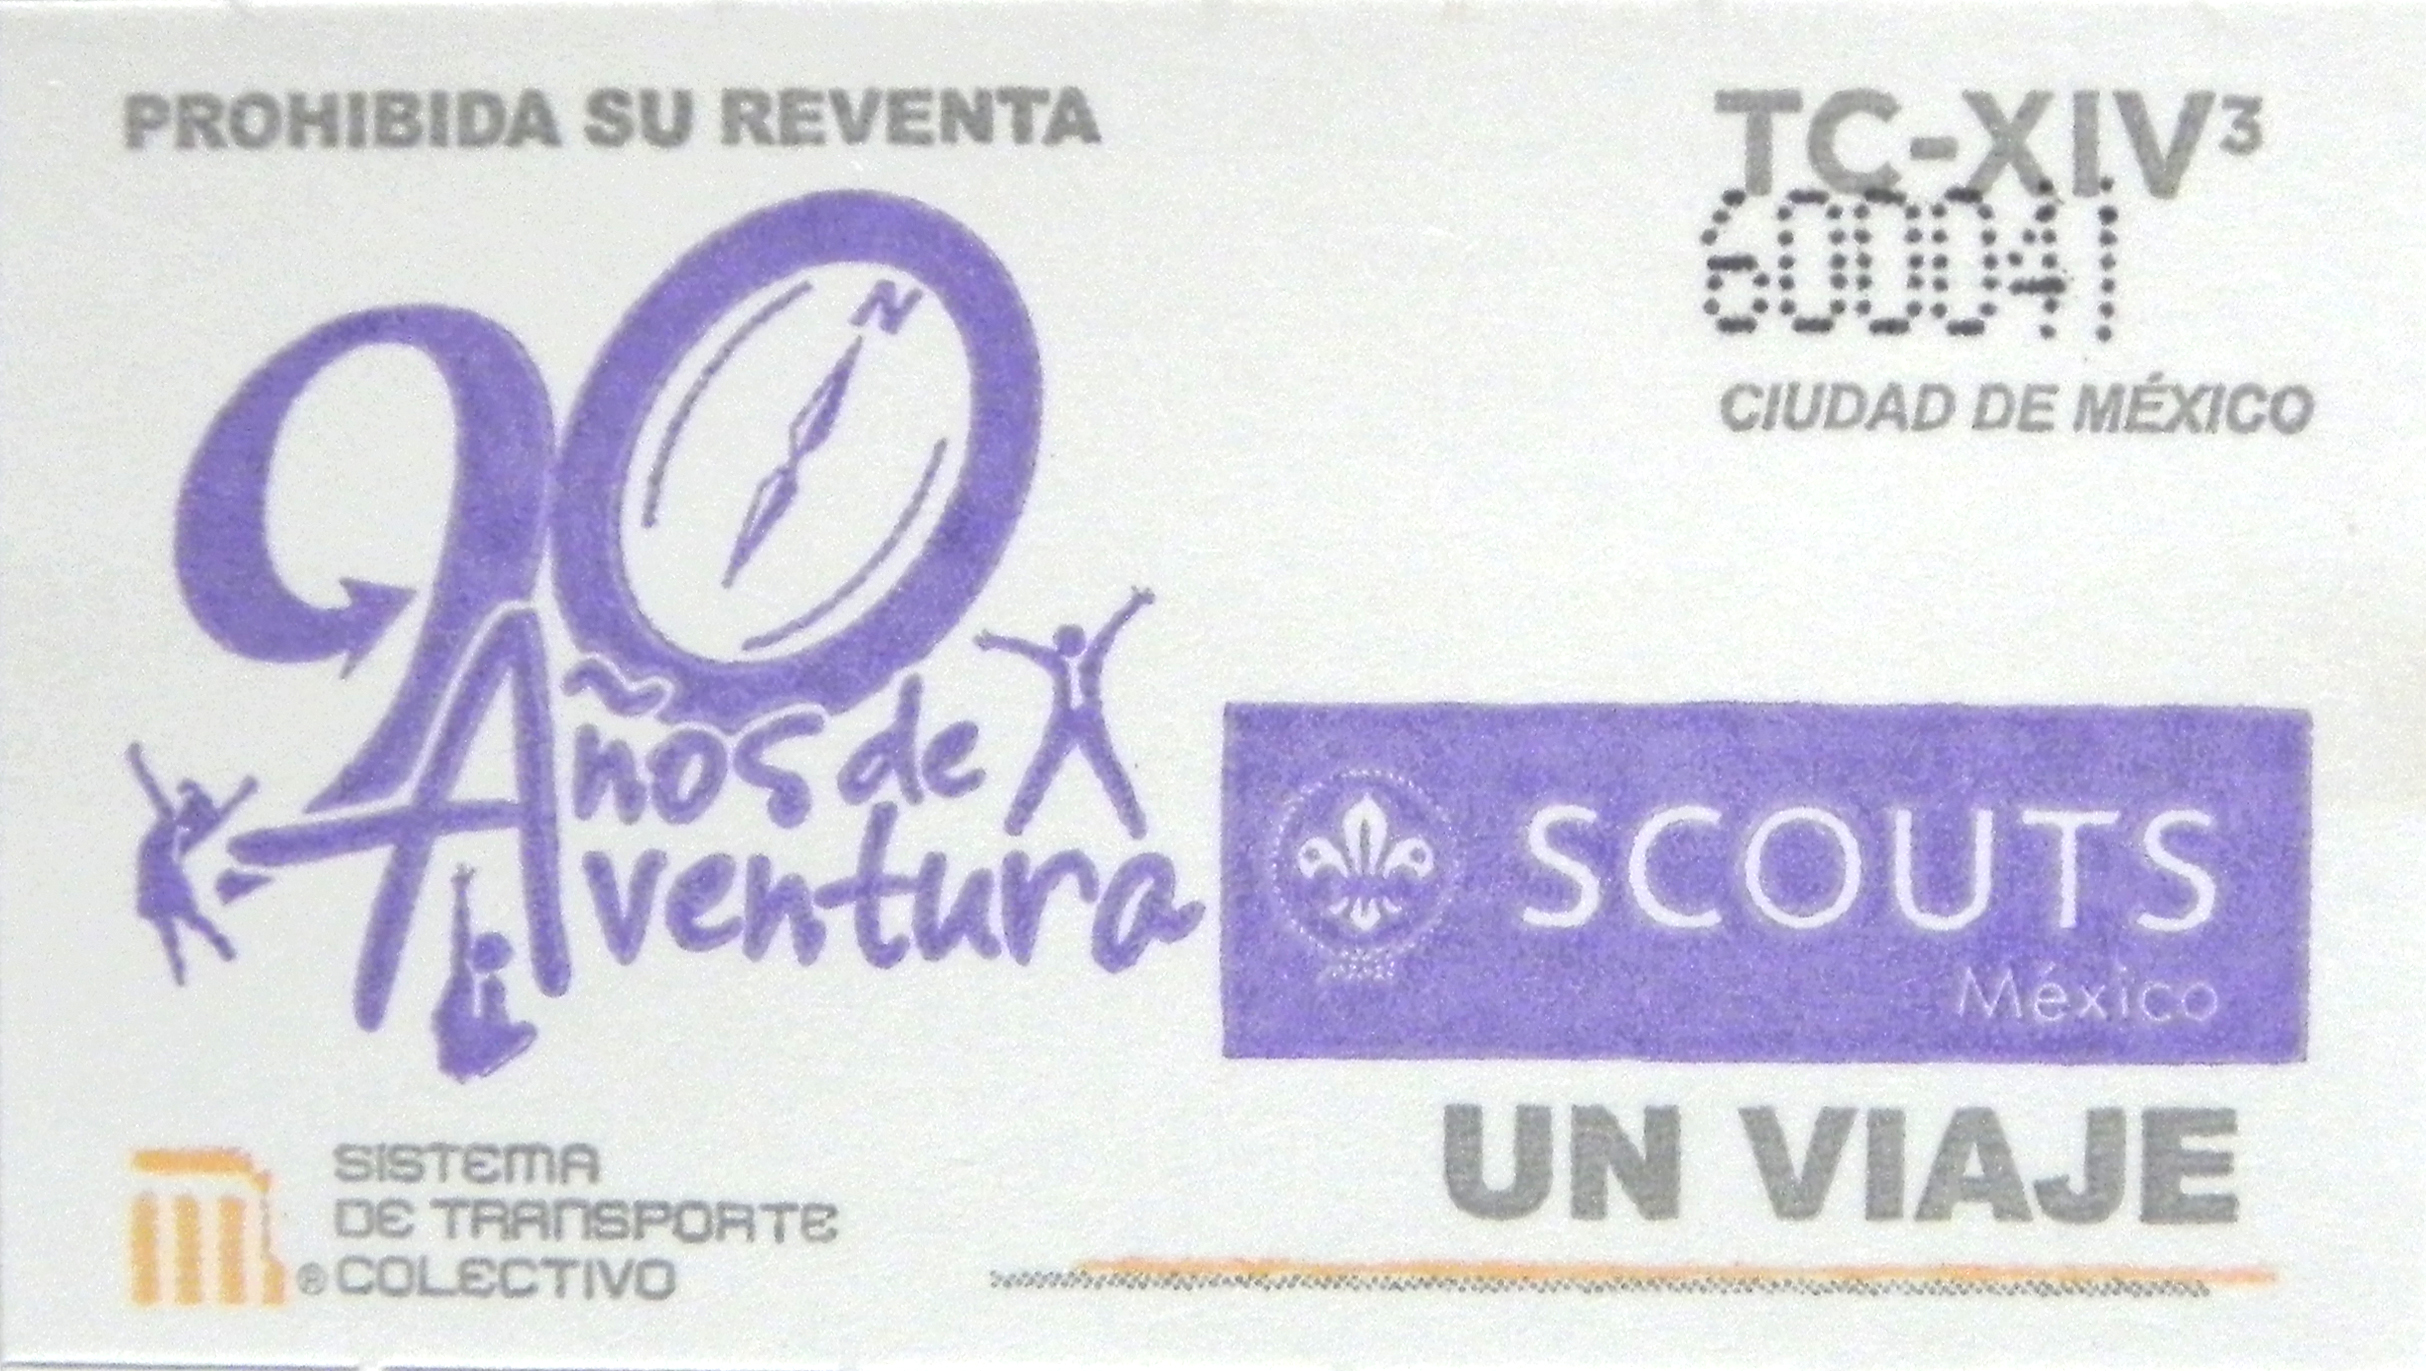 PROHIBIDA SU REVENTA
TC-XIV³
600041
CIUDAD DE MÉXICO
N
90
Años de
Aventura
SCOUTS
México
UN VIAJE
SISTEMA
DE TRANSPORTE
®COLECTIVO